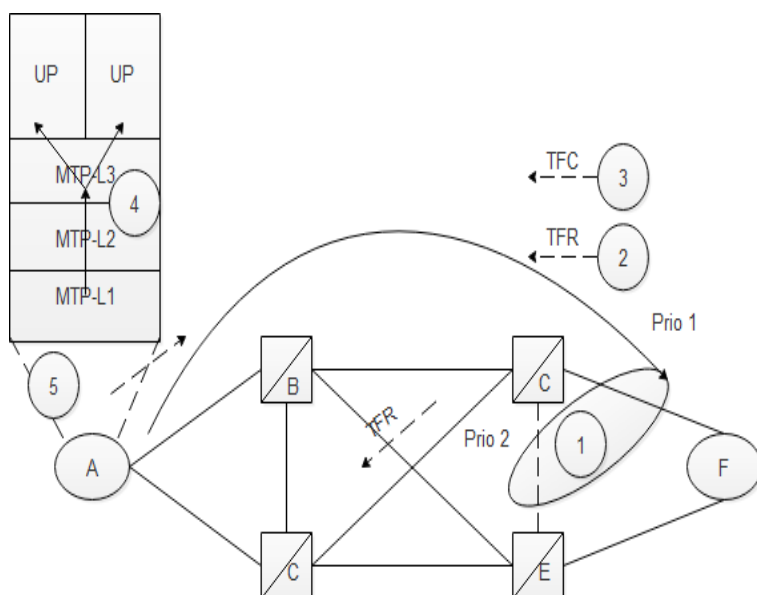 UP UP
MTP-L3
4
MTP-L2
MTP-L1
TFC 3
TFR 2
Prio 1
5
B
C
TFR
Prio 2
1
A
F
C
E